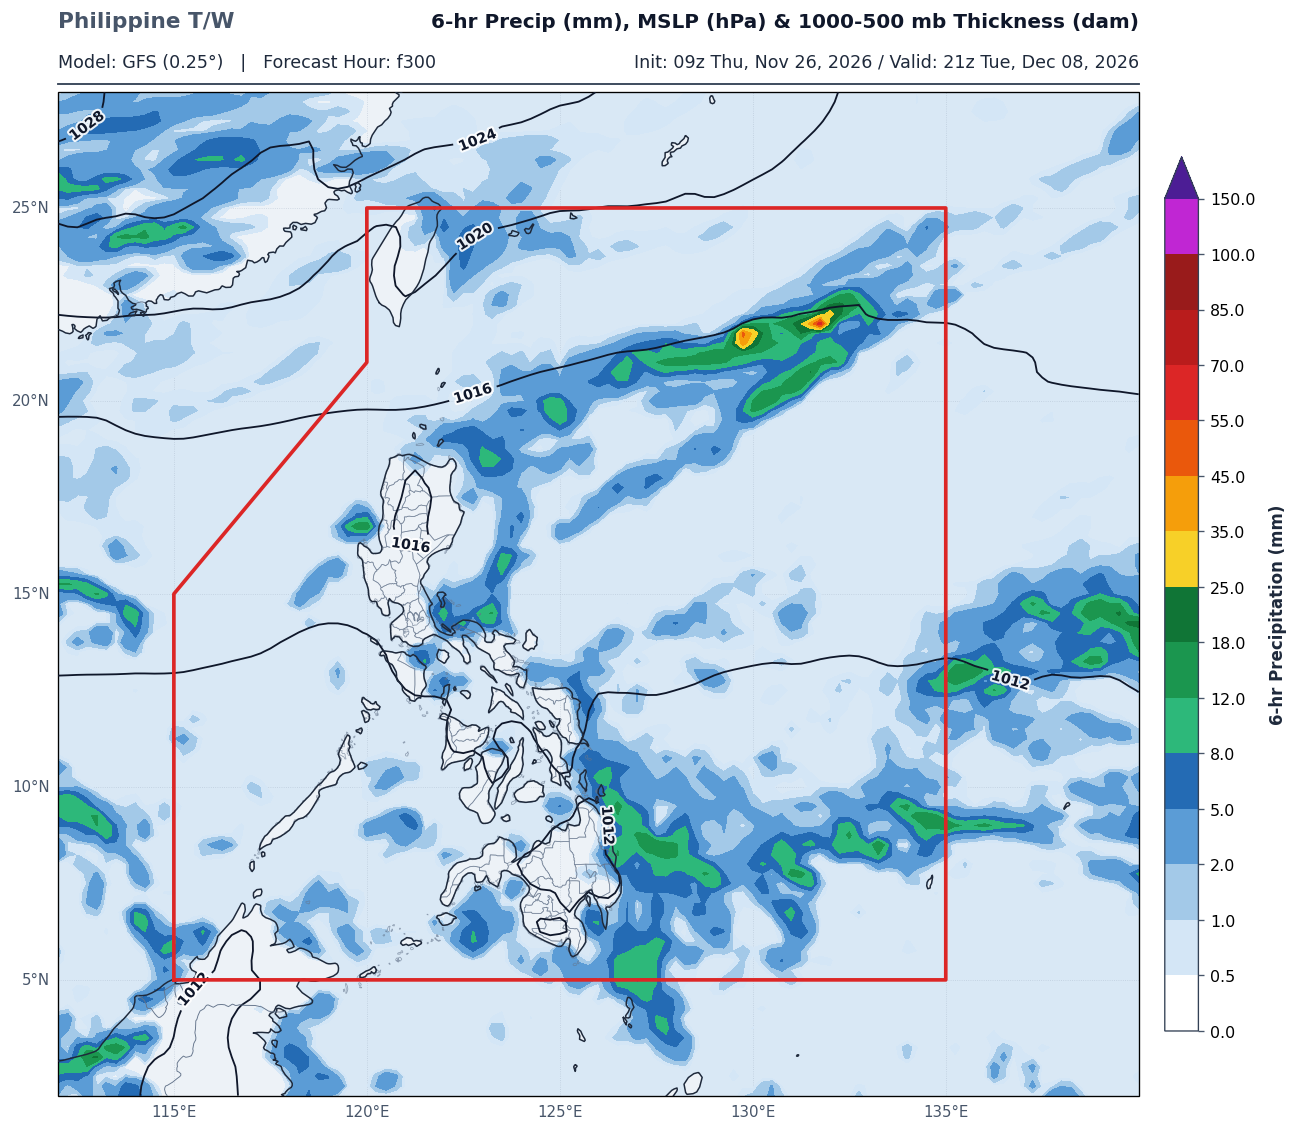 Philippine T/W
6-hr Precip (mm), MSLP (hPa) & 1000-500 mb Thickness (dam)
Model: GFS (0.25°) | Forecast Hour: f300
Init: 09z Thu, Nov 26, 2026 / Valid: 21z Tue, Dec 08, 2026
1028
1024
1020
1016
1016
1012
1012
1012
25°N
20°N
15°N
10°N
5°N
115°E
120°E
125°E
130°E
135°E
150.0
100.0
85.0
70.0
55.0
45.0
35.0
25.0
18.0
12.0
8.0
5.0
2.0
1.0
0.5
0.0
6-hr Precipitation (mm)